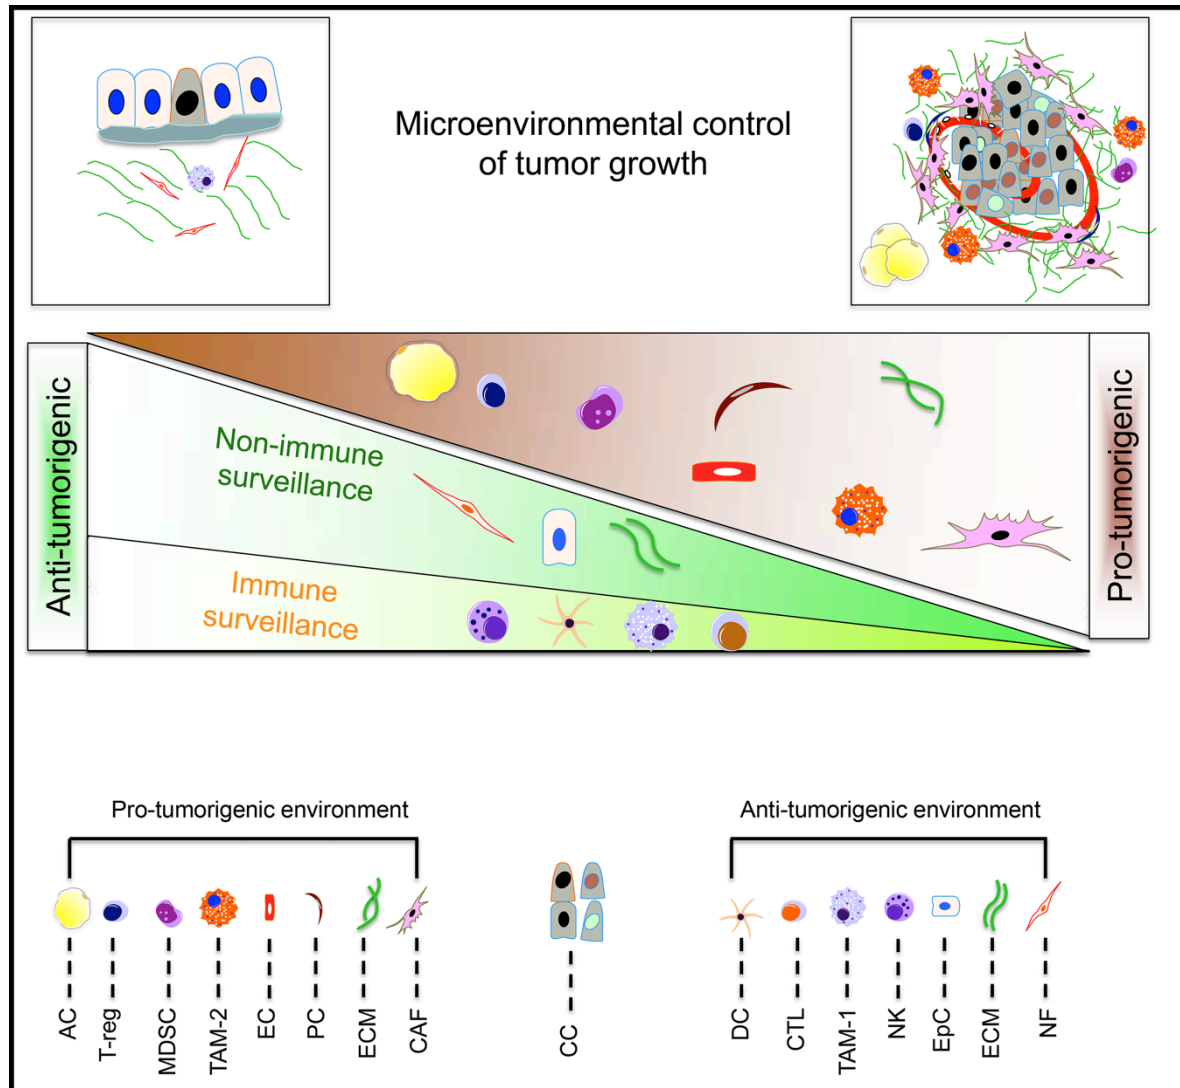 Microenvironmental control
of tumor growth
Anti-tumorigenic
Non-immune
surveillance
Immune
surveillance
Pro-tumorigenic
Pro-tumorigenic environment
Anti-tumorigenic environment
AC
T-reg
MDSC
TAM-2
EC
PC
ECM
CAF
CC
DC
CTL
TAM-1
NK
EpC
ECM
NF